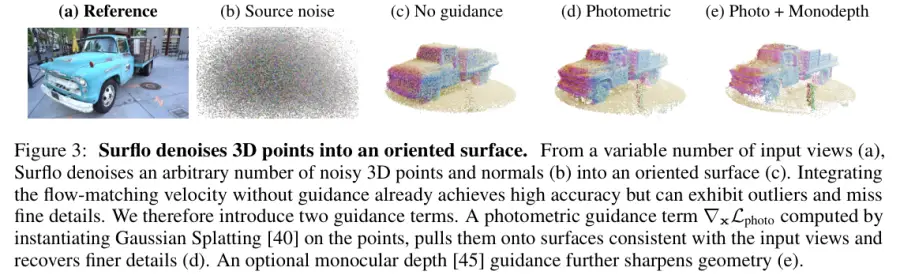 (a) Reference (b) Source noise (c) No guidance (d) Photometric (e) Photo + Monodepth
Figure 3: Surflo denoises 3D points into an oriented surface. From a variable number of input views (a),
Surflo denoises an arbitrary number of noisy 3D points and normals (b) into an oriented surface (c). Integrating
the flow-matching velocity without guidance already achieves high accuracy but can exhibit outliers and miss
fine details. We therefore introduce two guidance terms. A photometric guidance term ∇ₓℒphoto computed by
instantiating Gaussian Splatting [40] on the points, pulls them onto surfaces consistent with the input views and
recovers finer details (d). An optional monocular depth [45] guidance further sharpens geometry (e).